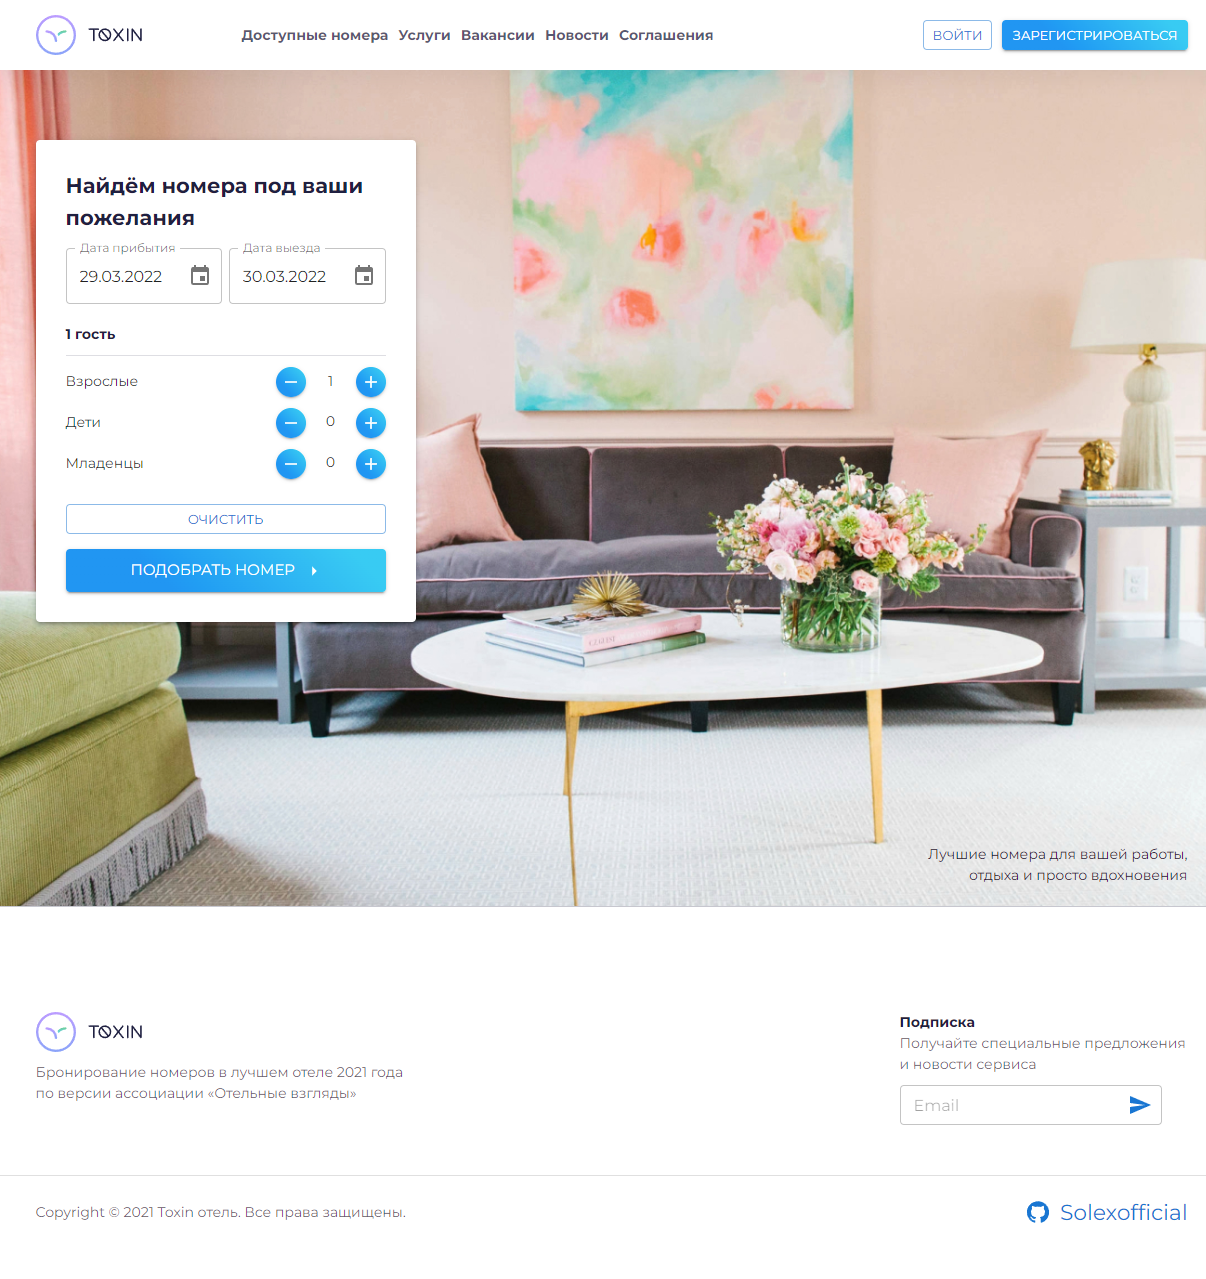 TOXIN
Доступные номера Услуги Вакансии Новости Соглашения
ВОЙТИ
ЗАРЕГИСТРИРОВАТЬСЯ
Найдём номера под ваши
пожелания
Дата прибытия
29.03.2022
Дата выезда
30.03.2022
1 гость
Взрослые
1
Дети
0
Младенцы
0
ОЧИСТИТЬ
ПОДОБРАТЬ НОМЕР
Лучшие номера для вашей работы,
отдыха и просто вдохновения
TOXIN
Бронирование номеров в лучшем отеле 2021 года
по версии ассоциации «Отельные взгляды»
Подписка
Получайте специальные предложения
и новости сервиса
Email
Copyright © 2021 Toxin отель. Все права защищены.
Solexofficial